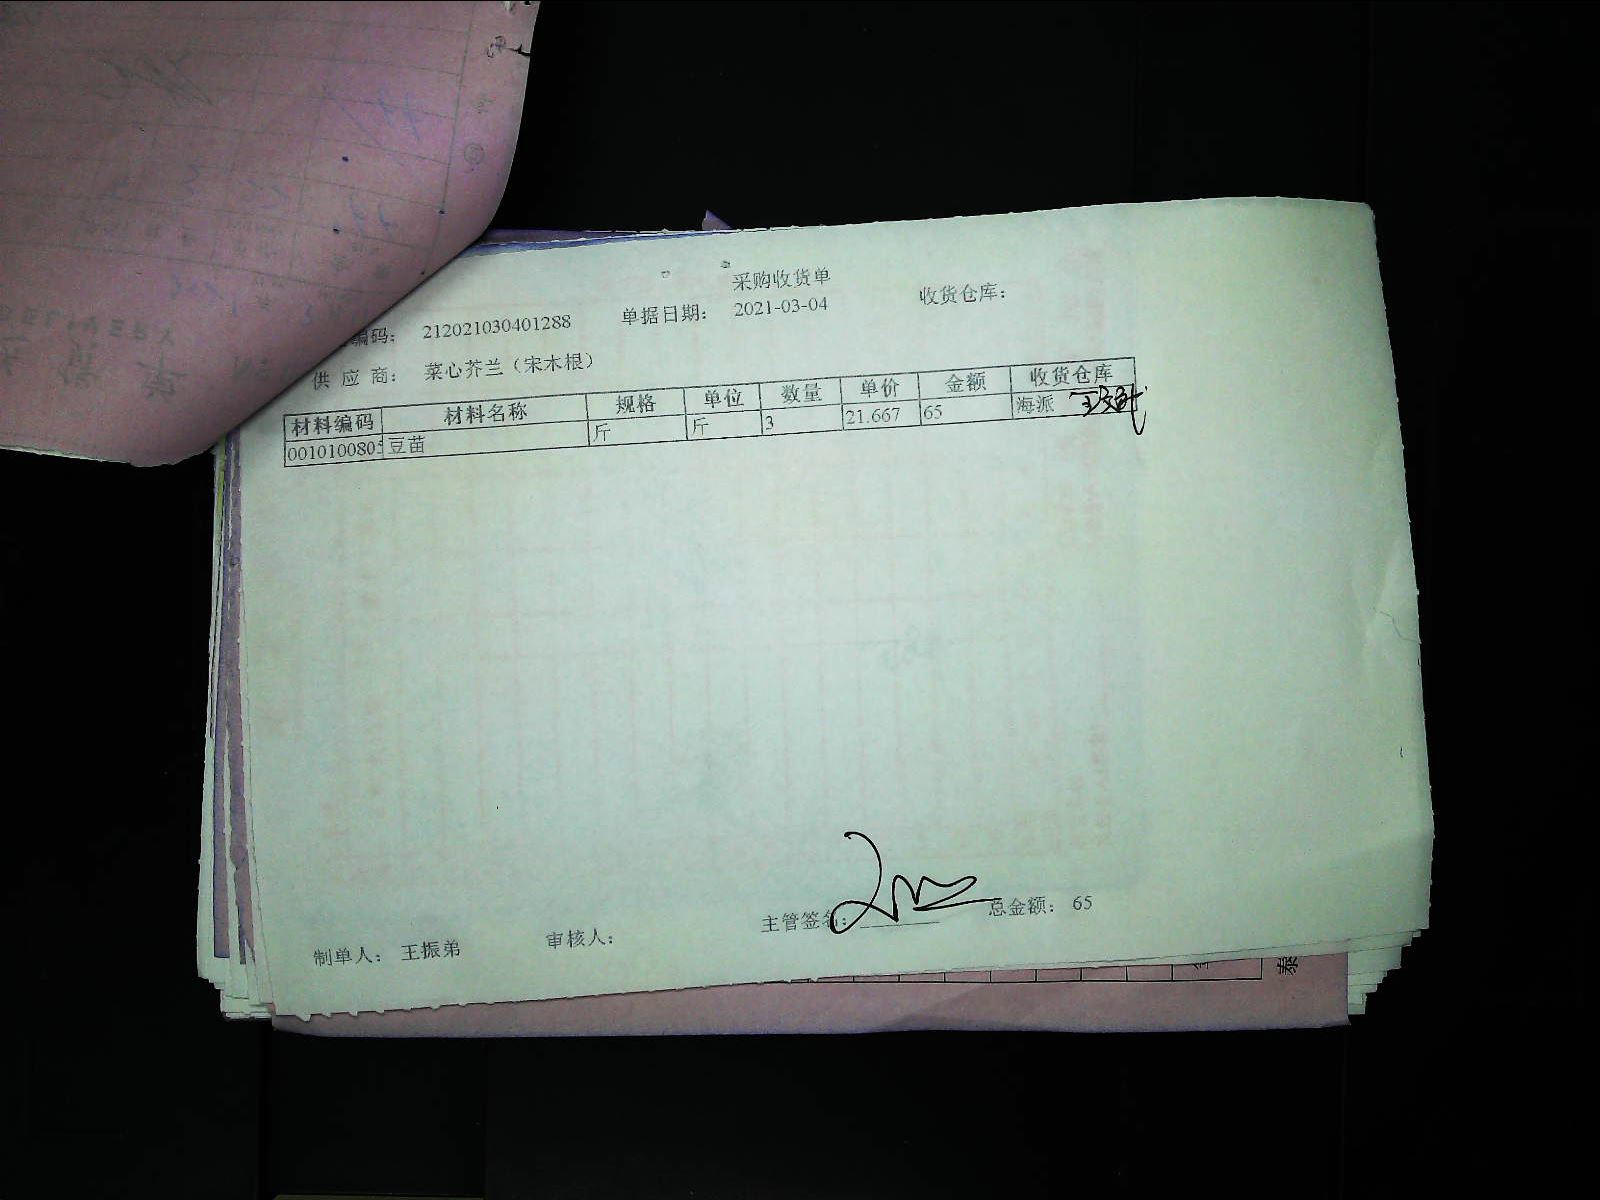 采购收货单
编码： 212021030401288 单据日期： 2021-03-04 收货仓库：
供 应 商： 菜心芥兰（宋木根）
材料编码 材料名称 规格 单位 数量 单价 金额 收货仓库
001010080 豆苗 斤 斤 3 21.667 65 海派
主管签名： 总金额： 65
制单人： 王振弟 审核人：
DELIVERY
泰